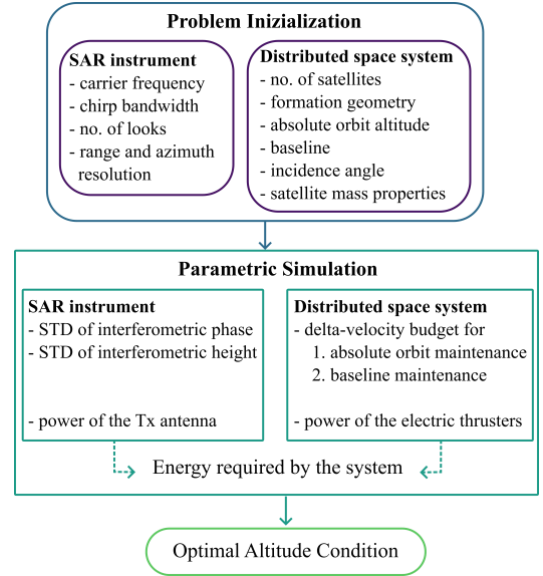 Problem Inizialization
SAR instrument
- carrier frequency
- chirp bandwidth
- no. of looks
- range and azimuth
resolution
Distributed space system
- no. of satellites
- formation geometry
- absolute orbit altitude
- baseline
- incidence angle
- satellite mass properties
Parametric Simulation
SAR instrument
- STD of interferometric phase
- STD of interferometric height
- power of the Tx antenna
Distributed space system
- delta-velocity budget for
1. absolute orbit maintenance
2. baseline maintenance
- power of the electric thrusters
Energy required by the system
Optimal Altitude Condition